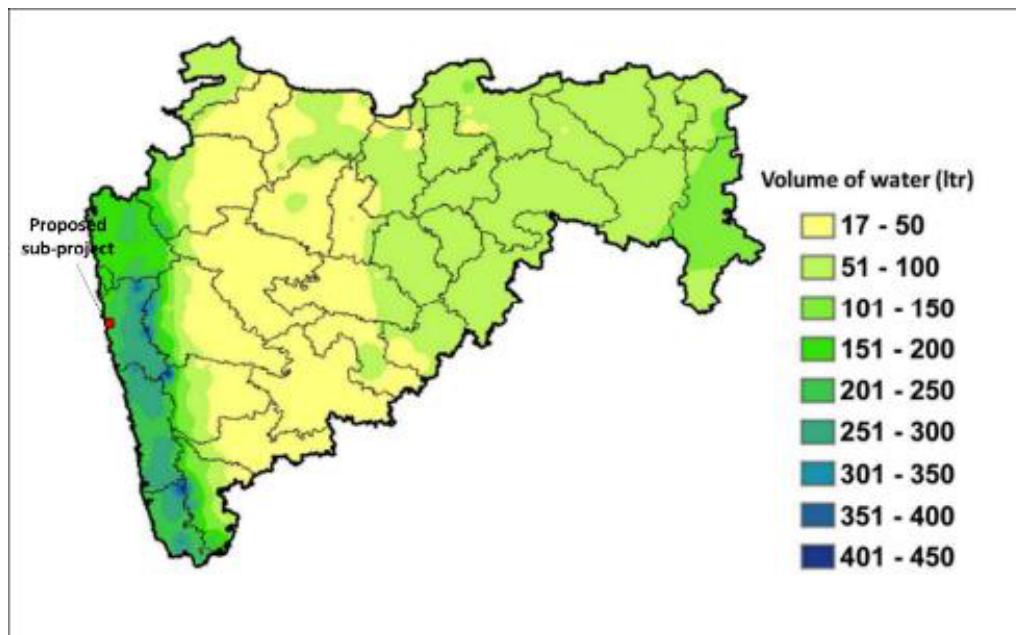 Proposed
sub-project
Volume of water (ltr)
17 - 50
51 - 100
101 - 150
151 - 200
201 - 250
251 - 300
301 - 350
351 - 400
401 - 450